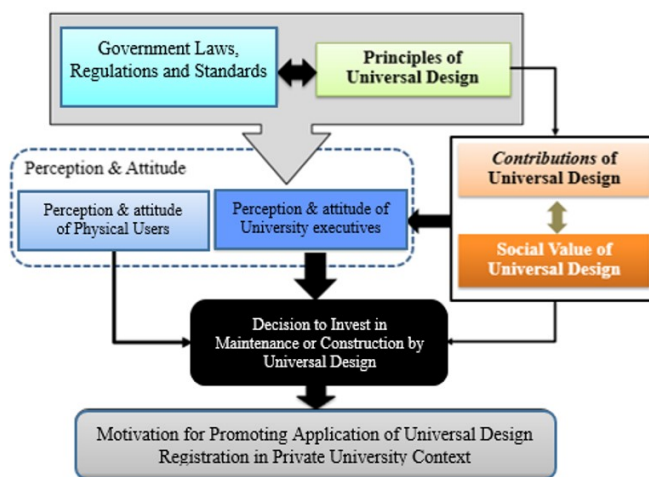 Government Laws,
Regulations and Standards
Principles of
Universal Design
Perception & Attitude
Contributions of
Universal Design
Perception & attitude
of Physical Users
Perception & attitude of
University executives
Social Value of
Universal Design
Decision to Invest in
Maintenance or Construction by
Universal Design
Motivation for Promoting Application of Universal Design
Registration in Private University Context